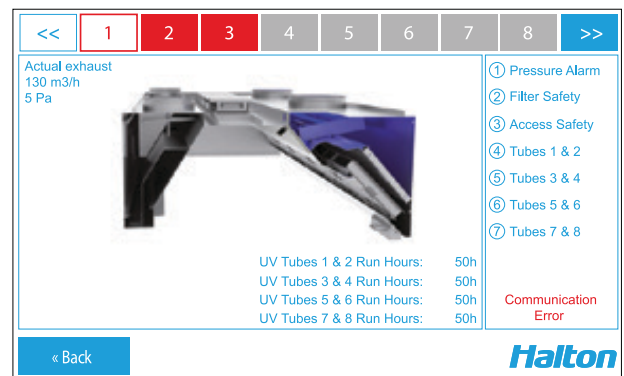 << 1 2 3 4 5 6 7 8 >>
Actual exhaust
130 m3/h
5 Pa
① Pressure Alarm
② Filter Safety
③ Access Safety
④ Tubes 1 & 2
⑤ Tubes 3 & 4
⑥ Tubes 5 & 6
⑦ Tubes 7 & 8
UV Tubes 1 & 2 Run Hours: 50h
UV Tubes 3 & 4 Run Hours: 50h
UV Tubes 5 & 6 Run Hours: 50h
UV Tubes 7 & 8 Run Hours: 50h
Communication
Error
« Back
Halton